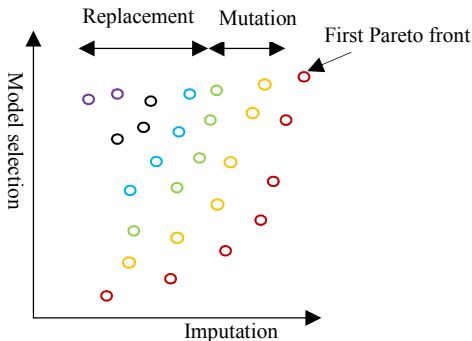 Replacement
Mutation
First Pareto front
Model selection
Imputation